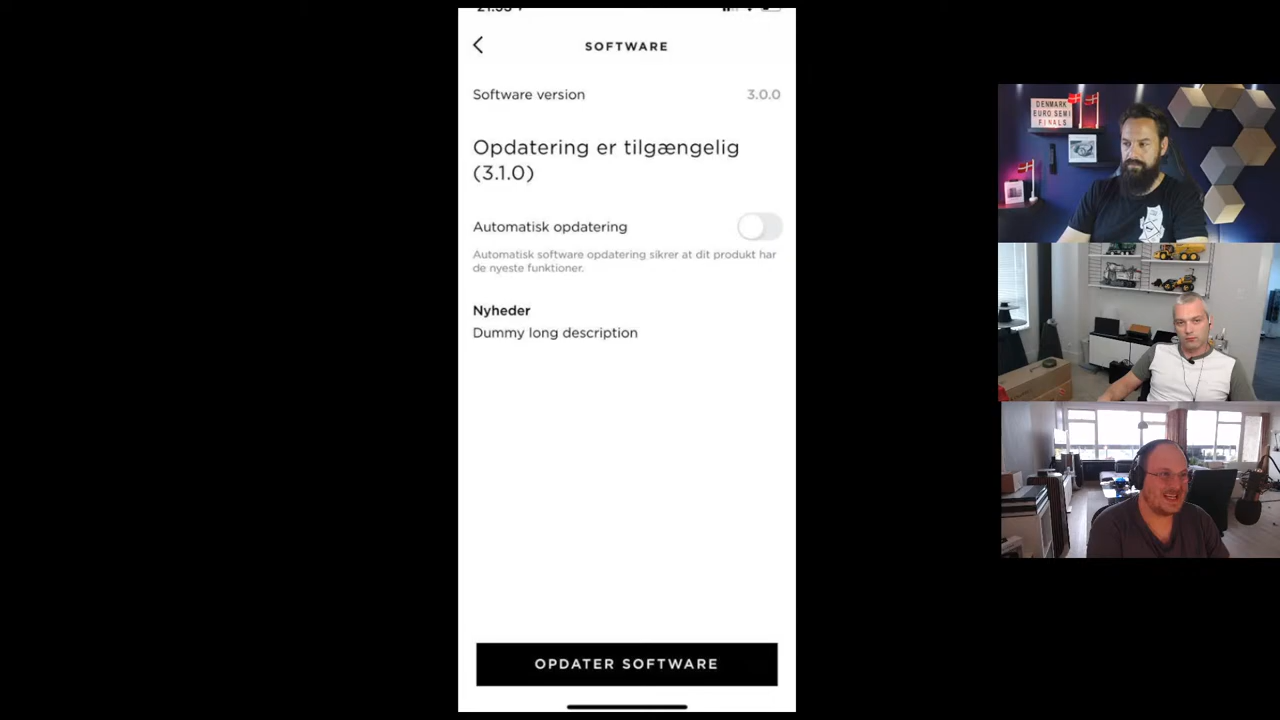 SOFTWARE
Software version 3.0.0
Opdatering er tilgængelig
(3.1.0)
Automatisk opdatering
Automatisk software opdatering sikrer at dit produkt har
de nyeste funktioner.
Nyheder
Dummy long description
OPDATER SOFTWARE
DENMARK
EURO SEMI
FINALS